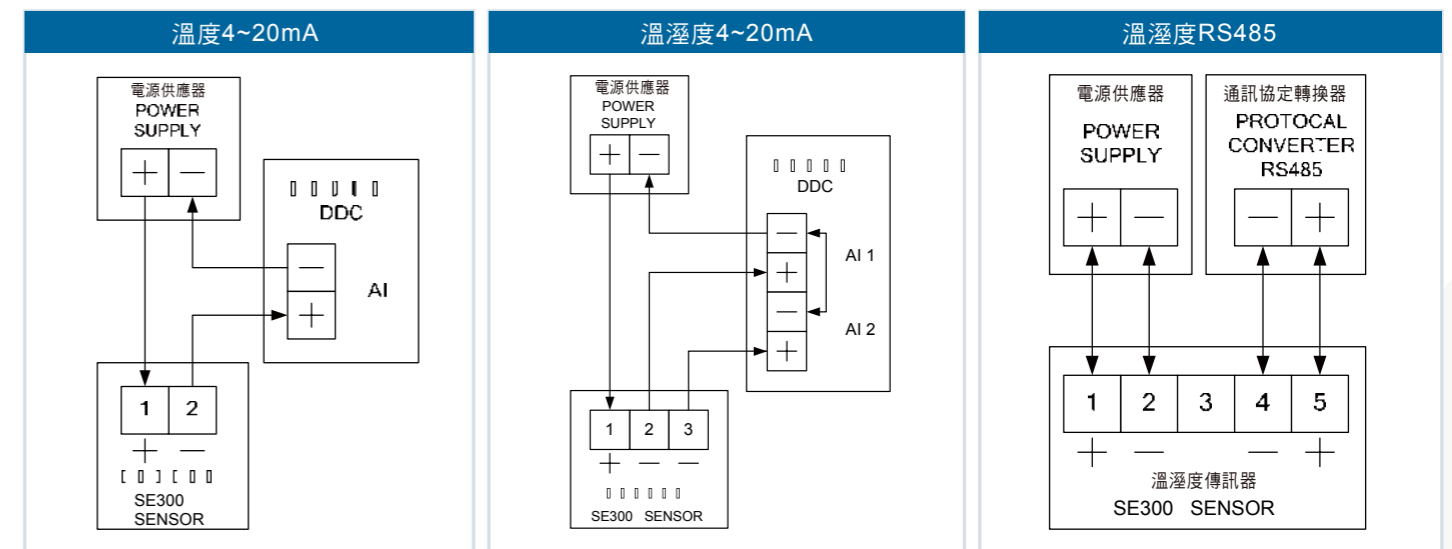 溫度4~20mA
電源供應器
POWER
SUPPLY
+ —
DDC
—
AI
+
1 2
+ —
SE300
SENSOR
溫溼度4~20mA
電源供應器
POWER
SUPPLY
+ —
DDC
—
AI 1
+
—
AI 2
+
1 2 3
+ — —
SE300 SENSOR
溫溼度RS485
電源供應器
POWER
SUPPLY
+ —
通訊協定轉換器
PROTOCAL
CONVERTER
RS485
— +
1 2 3 4 5
+ — — +
溫溼度傳訊器
SE300 SENSOR